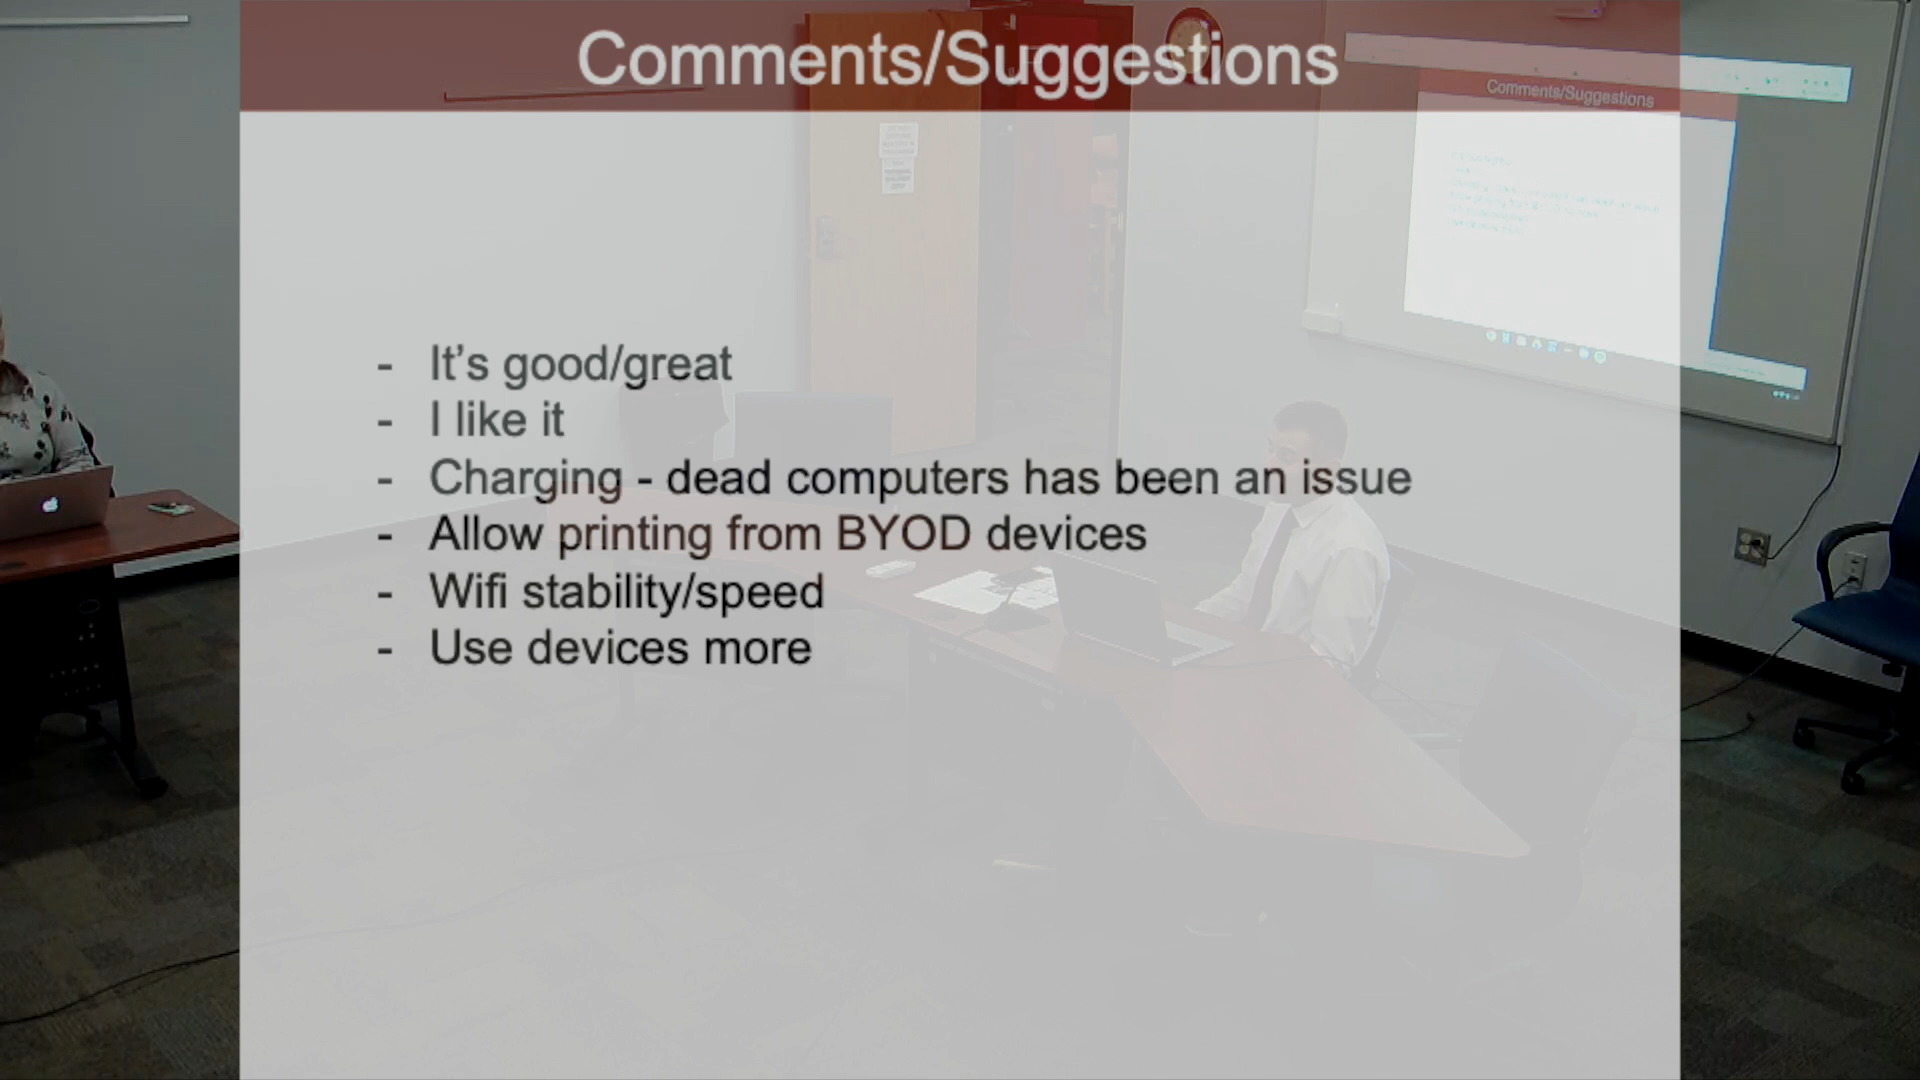 Comments/Suggestions
Comments/Suggestions
- It's good/great
- I like it
- Charging - dead computers has been an issue
- Allow printing from BYOD devices
- Wifi stability/speed
- Use devices more